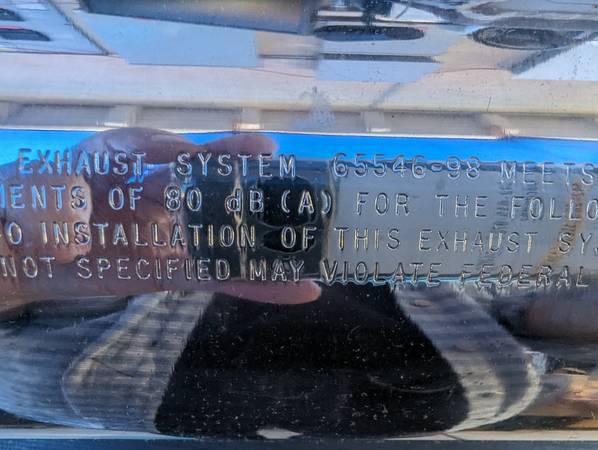 EXHAUST SYSTEM 65546-98 MEETS
MENTS OF 80 dB(A) FOR THE FOLLO
O INSTALLATION OF THIS EXHAUST SYS
NOT SPECIFIED MAY VIOLATE FEDERAL